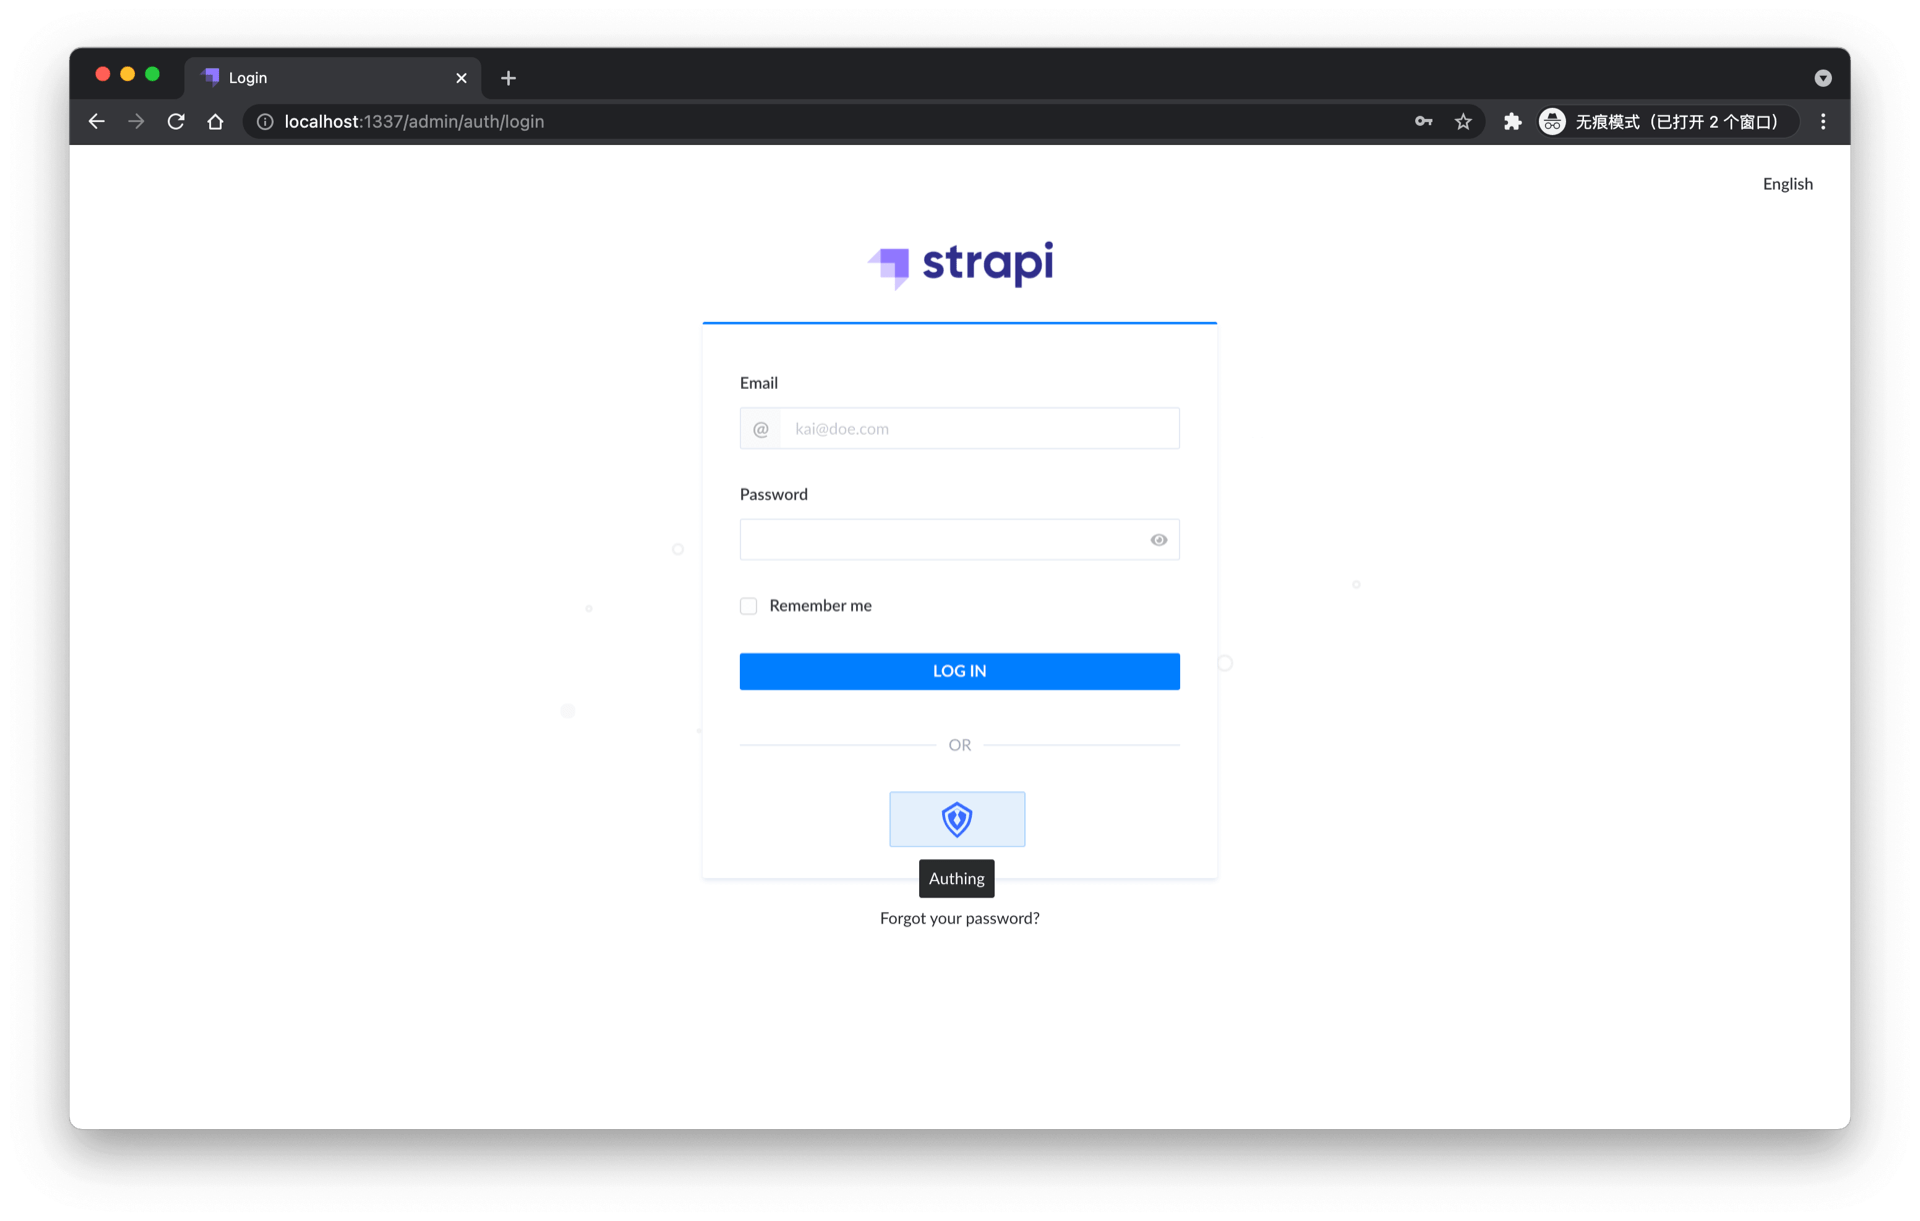 Login
localhost:1337/admin/auth/login
无痕模式（已打开 2 个窗口）
English
strapi
Email
@ kai@doe.com
Password
Remember me
LOG IN
OR
Authing
Forgot your password?